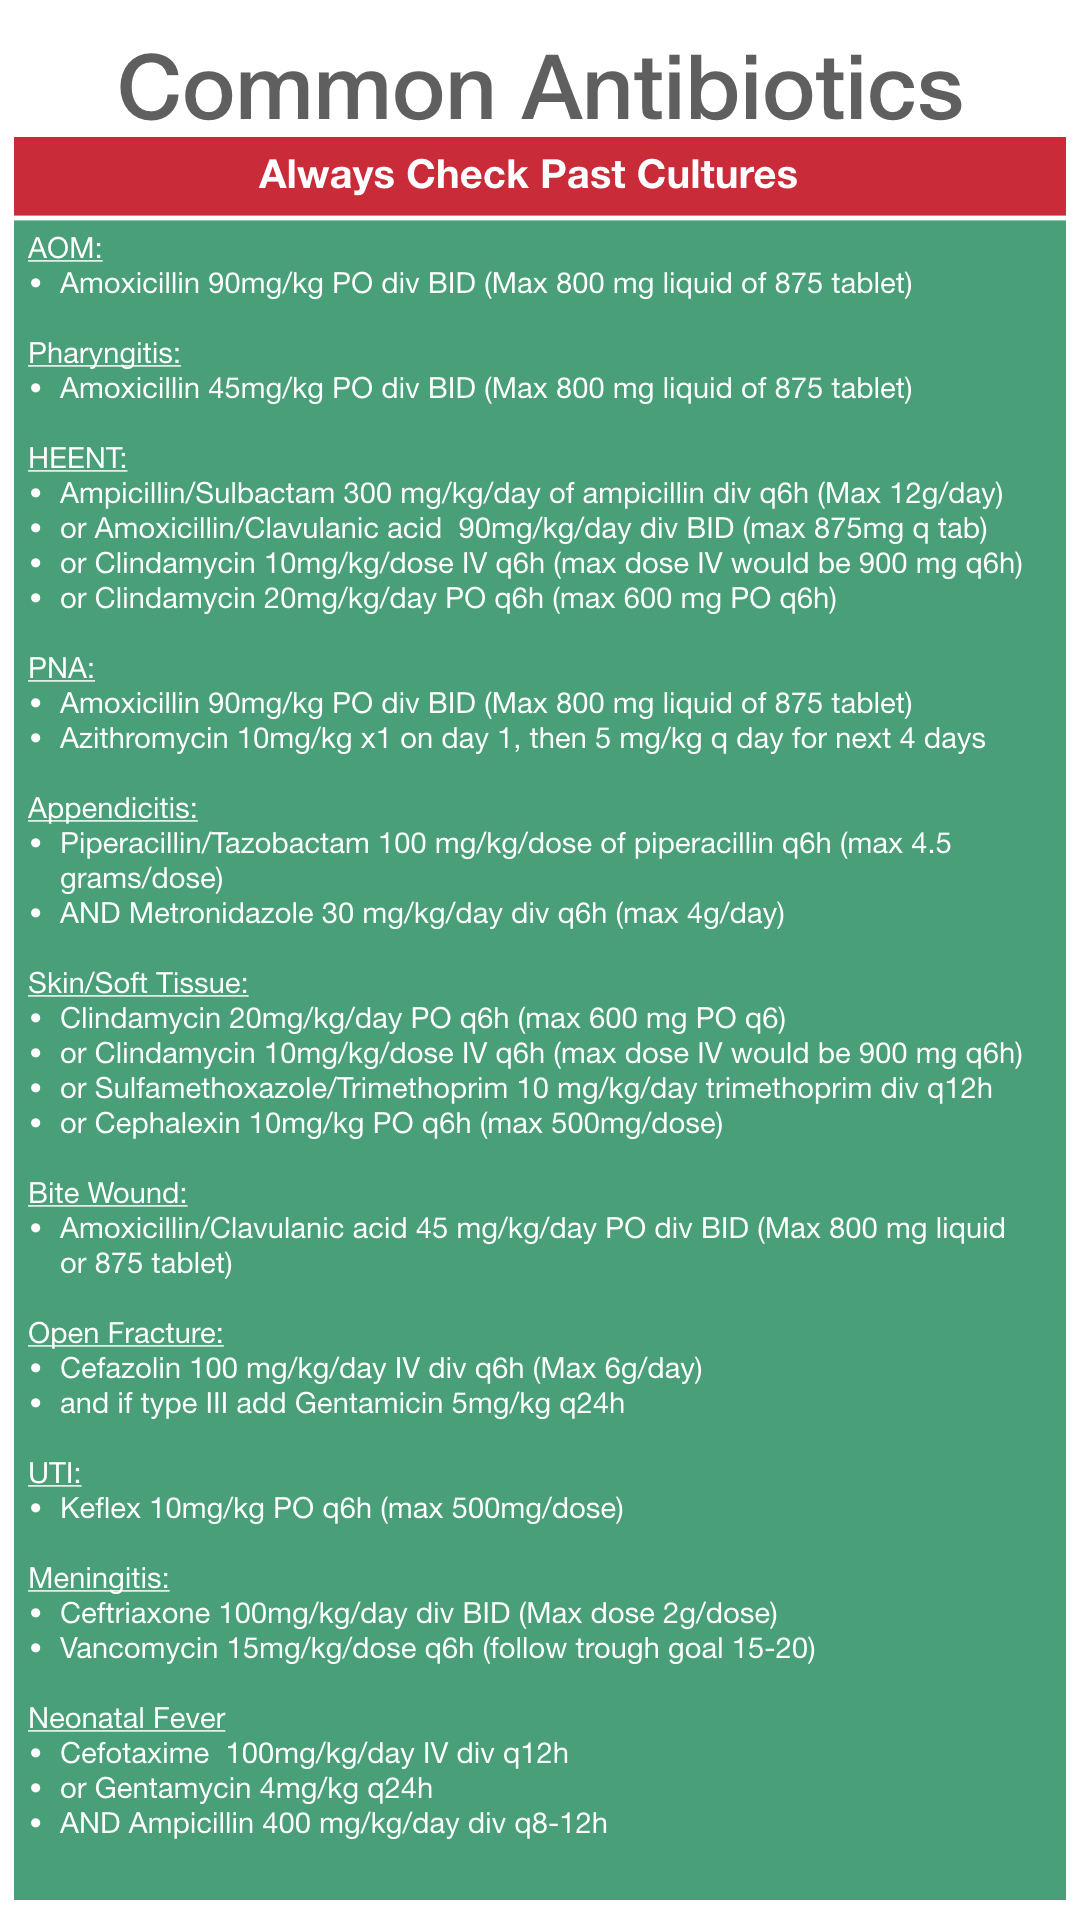 Common Antibiotics
Always Check Past Cultures
AOM:
• Amoxicillin 90mg/kg PO div BID (Max 800 mg liquid of 875 tablet)
Pharyngitis:
• Amoxicillin 45mg/kg PO div BID (Max 800 mg liquid of 875 tablet)
HEENT:
• Ampicillin/Sulbactam 300 mg/kg/day of ampicillin div q6h (Max 12g/day)
• or Amoxicillin/Clavulanic acid  90mg/kg/day div BID (max 875mg q tab)
• or Clindamycin 10mg/kg/dose IV q6h (max dose IV would be 900 mg q6h)
• or Clindamycin 20mg/kg/day PO q6h (max 600 mg PO q6h)
PNA:
• Amoxicillin 90mg/kg PO div BID (Max 800 mg liquid of 875 tablet)
• Azithromycin 10mg/kg x1 on day 1, then 5 mg/kg q day for next 4 days
Appendicitis:
• Piperacillin/Tazobactam 100 mg/kg/dose of piperacillin q6h (max 4.5
grams/dose)
• AND Metronidazole 30 mg/kg/day div q6h (max 4g/day)
Skin/Soft Tissue:
• Clindamycin 20mg/kg/day PO q6h (max 600 mg PO q6)
• or Clindamycin 10mg/kg/dose IV q6h (max dose IV would be 900 mg q6h)
• or Sulfamethoxazole/Trimethoprim 10 mg/kg/day trimethoprim div q12h
• or Cephalexin 10mg/kg PO q6h (max 500mg/dose)
Bite Wound:
• Amoxicillin/Clavulanic acid 45 mg/kg/day PO div BID (Max 800 mg liquid
or 875 tablet)
Open Fracture:
• Cefazolin 100 mg/kg/day IV div q6h (Max 6g/day)
• and if type III add Gentamicin 5mg/kg q24h
UTI:
• Keflex 10mg/kg PO q6h (max 500mg/dose)
Meningitis:
• Ceftriaxone 100mg/kg/day div BID (Max dose 2g/dose)
• Vancomycin 15mg/kg/dose q6h (follow trough goal 15-20)
Neonatal Fever
• Cefotaxime  100mg/kg/day IV div q12h
• or Gentamycin 4mg/kg q24h
• AND Ampicillin 400 mg/kg/day div q8-12h